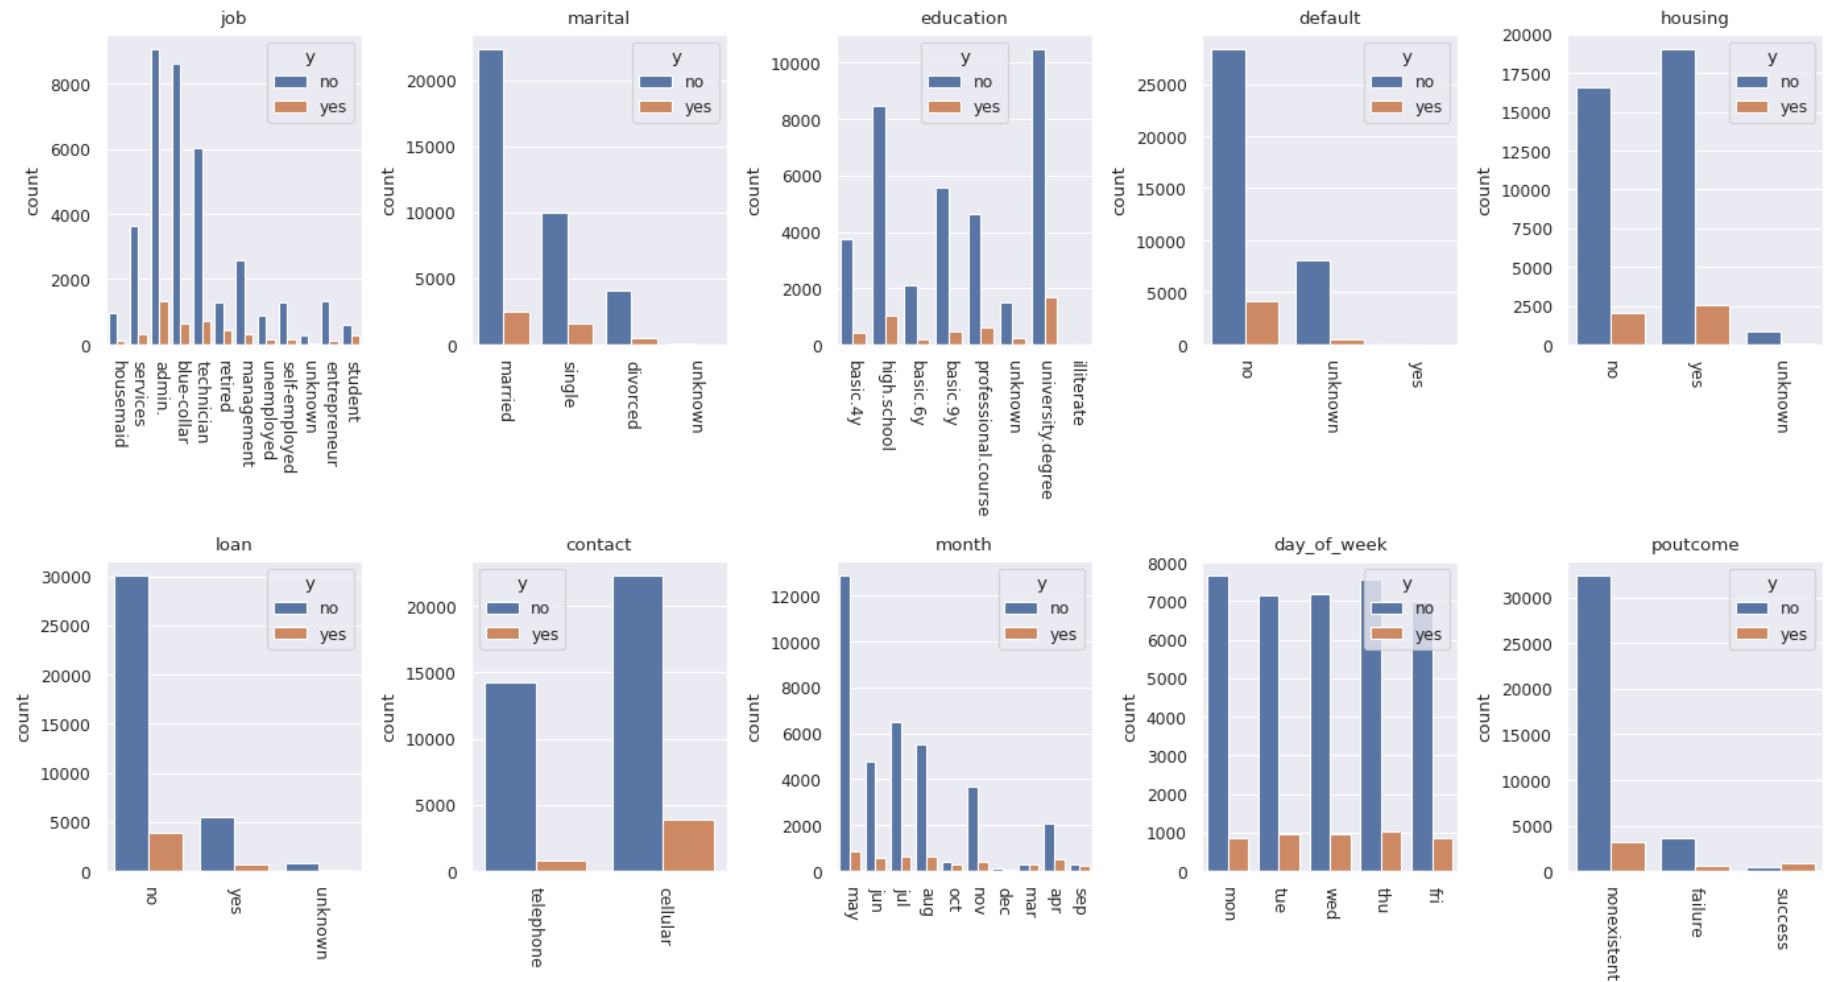 job
y
no
yes
8000
6000
4000
2000
0
count
housemaid
services
admin.
blue-collar
technician
retired
management
unemployed
self-employed
unknown
entrepreneur
student
marital
y
no
yes
20000
15000
10000
5000
0
count
married
single
divorced
unknown
education
y
no
yes
10000
8000
6000
4000
2000
0
count
basic.4y
high.school
basic.6y
basic.9y
professional.course
unknown
university.degree
illiterate
default
y
no
yes
25000
20000
15000
10000
5000
0
count
no
unknown
yes
housing
y
no
yes
20000
17500
15000
12500
10000
7500
5000
2500
0
count
no
yes
unknown
loan
y
no
yes
30000
25000
20000
15000
10000
5000
0
count
no
yes
unknown
contact
y
no
yes
20000
15000
10000
5000
0
count
telephone
cellular
month
y
no
yes
12000
10000
8000
6000
4000
2000
0
count
may
jun
jul
aug
oct
nov
dec
mar
apr
sep
day_of_week
y
no
yes
8000
7000
6000
5000
4000
3000
2000
1000
0
count
mon
tue
wed
thu
fri
poutcome
y
no
yes
30000
25000
20000
15000
10000
5000
0
count
nonexistent
failure
success